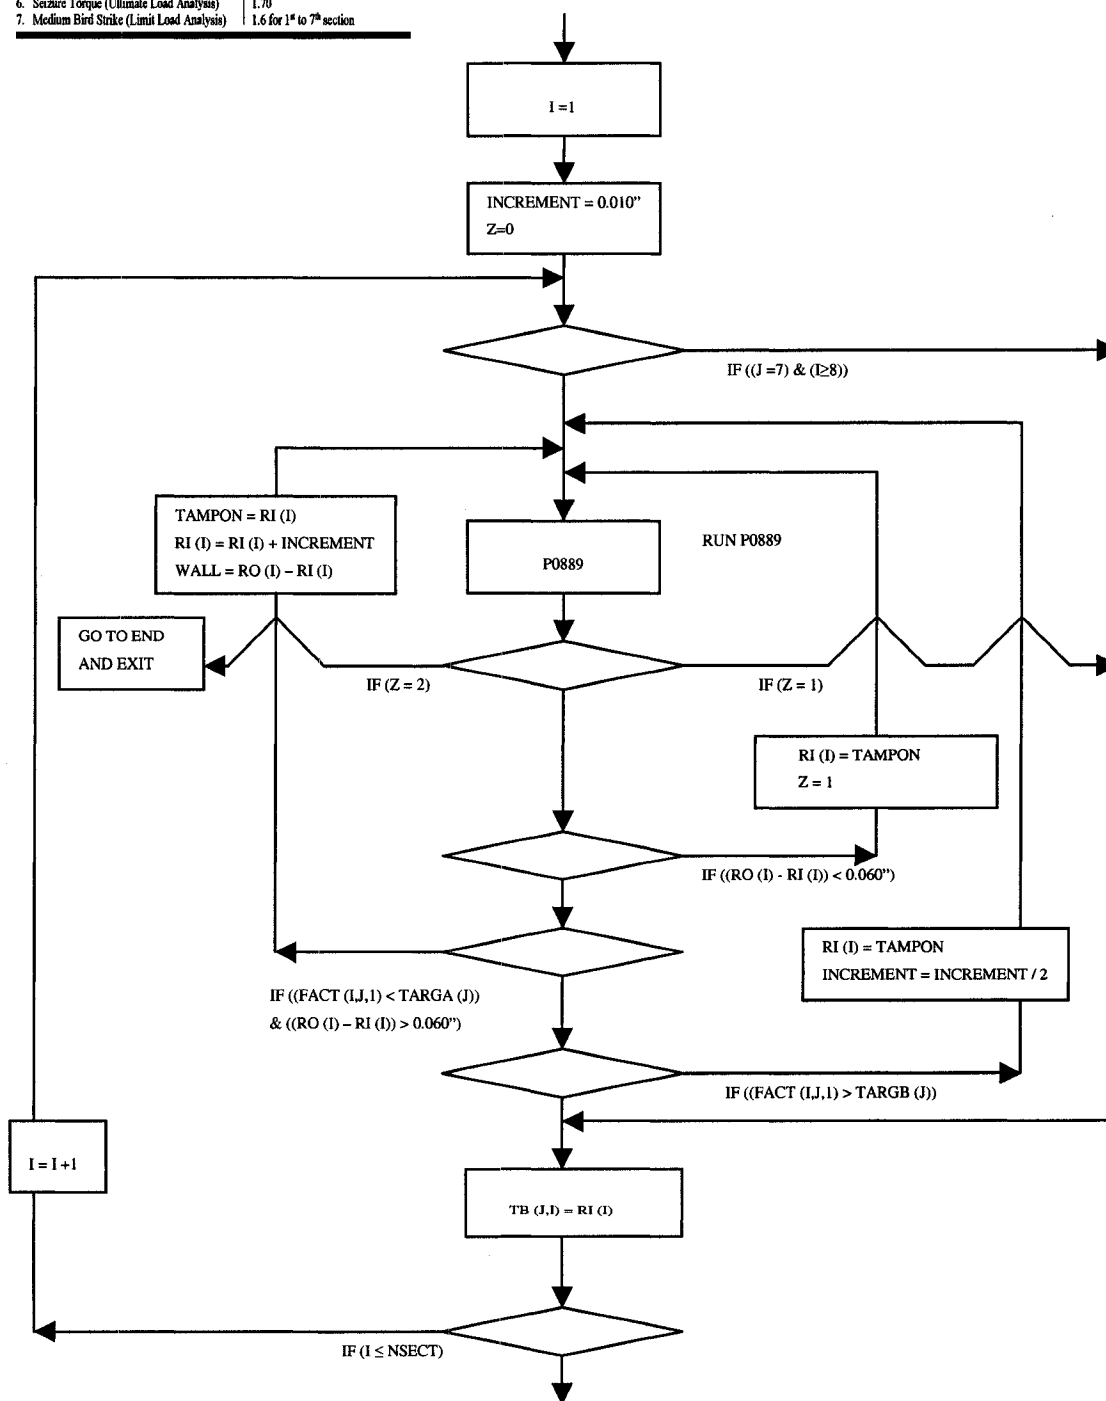 6. Seizure Torque (Ultimate Load Analysis) 1.70
7. Medium Bird Strike (Limit Load Analysis) 1.6 for 1st to 7th section
I =1
INCREMENT = 0.010”
Z=0
IF ((J =7) & (I≥8))
TAMPON = RI (I)
RI (I) = RI (I) + INCREMENT
WALL = RO (I) – RI (I)
P0889
RUN P0889
GO TO END
AND EXIT
IF (Z = 2)
IF (Z = 1)
RI (I) = TAMPON
Z = 1
IF ((RO (I) - RI (I)) < 0.060”)
RI (I) = TAMPON
INCREMENT = INCREMENT / 2
IF ((FACT (I,J,1) < TARGA (J))
& ((RO (I) – RI (I)) > 0.060”)
IF ((FACT (I,J,1) > TARGB (J))
I = I +1
TB (J,I) = RI (I)
IF (I ≤ NSECT)